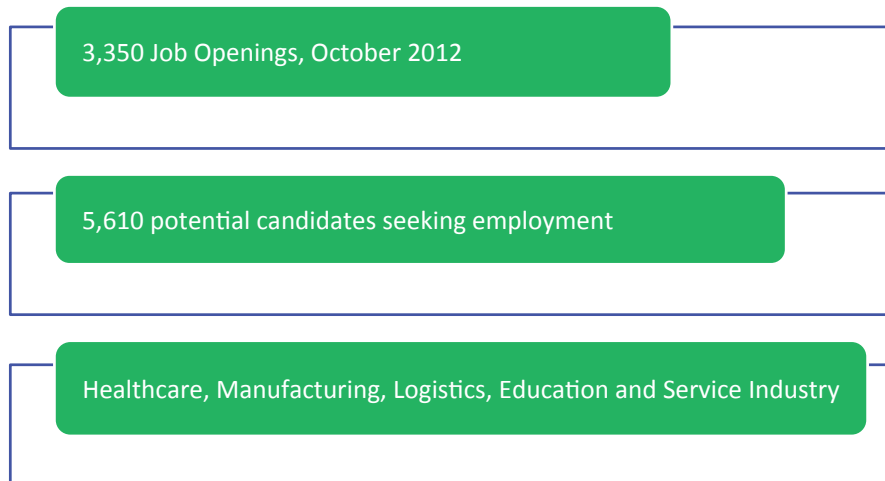 3,350 Job Openings, October 2012
5,610 potential candidates seeking employment
Healthcare, Manufacturing, Logistics, Education and Service Industry